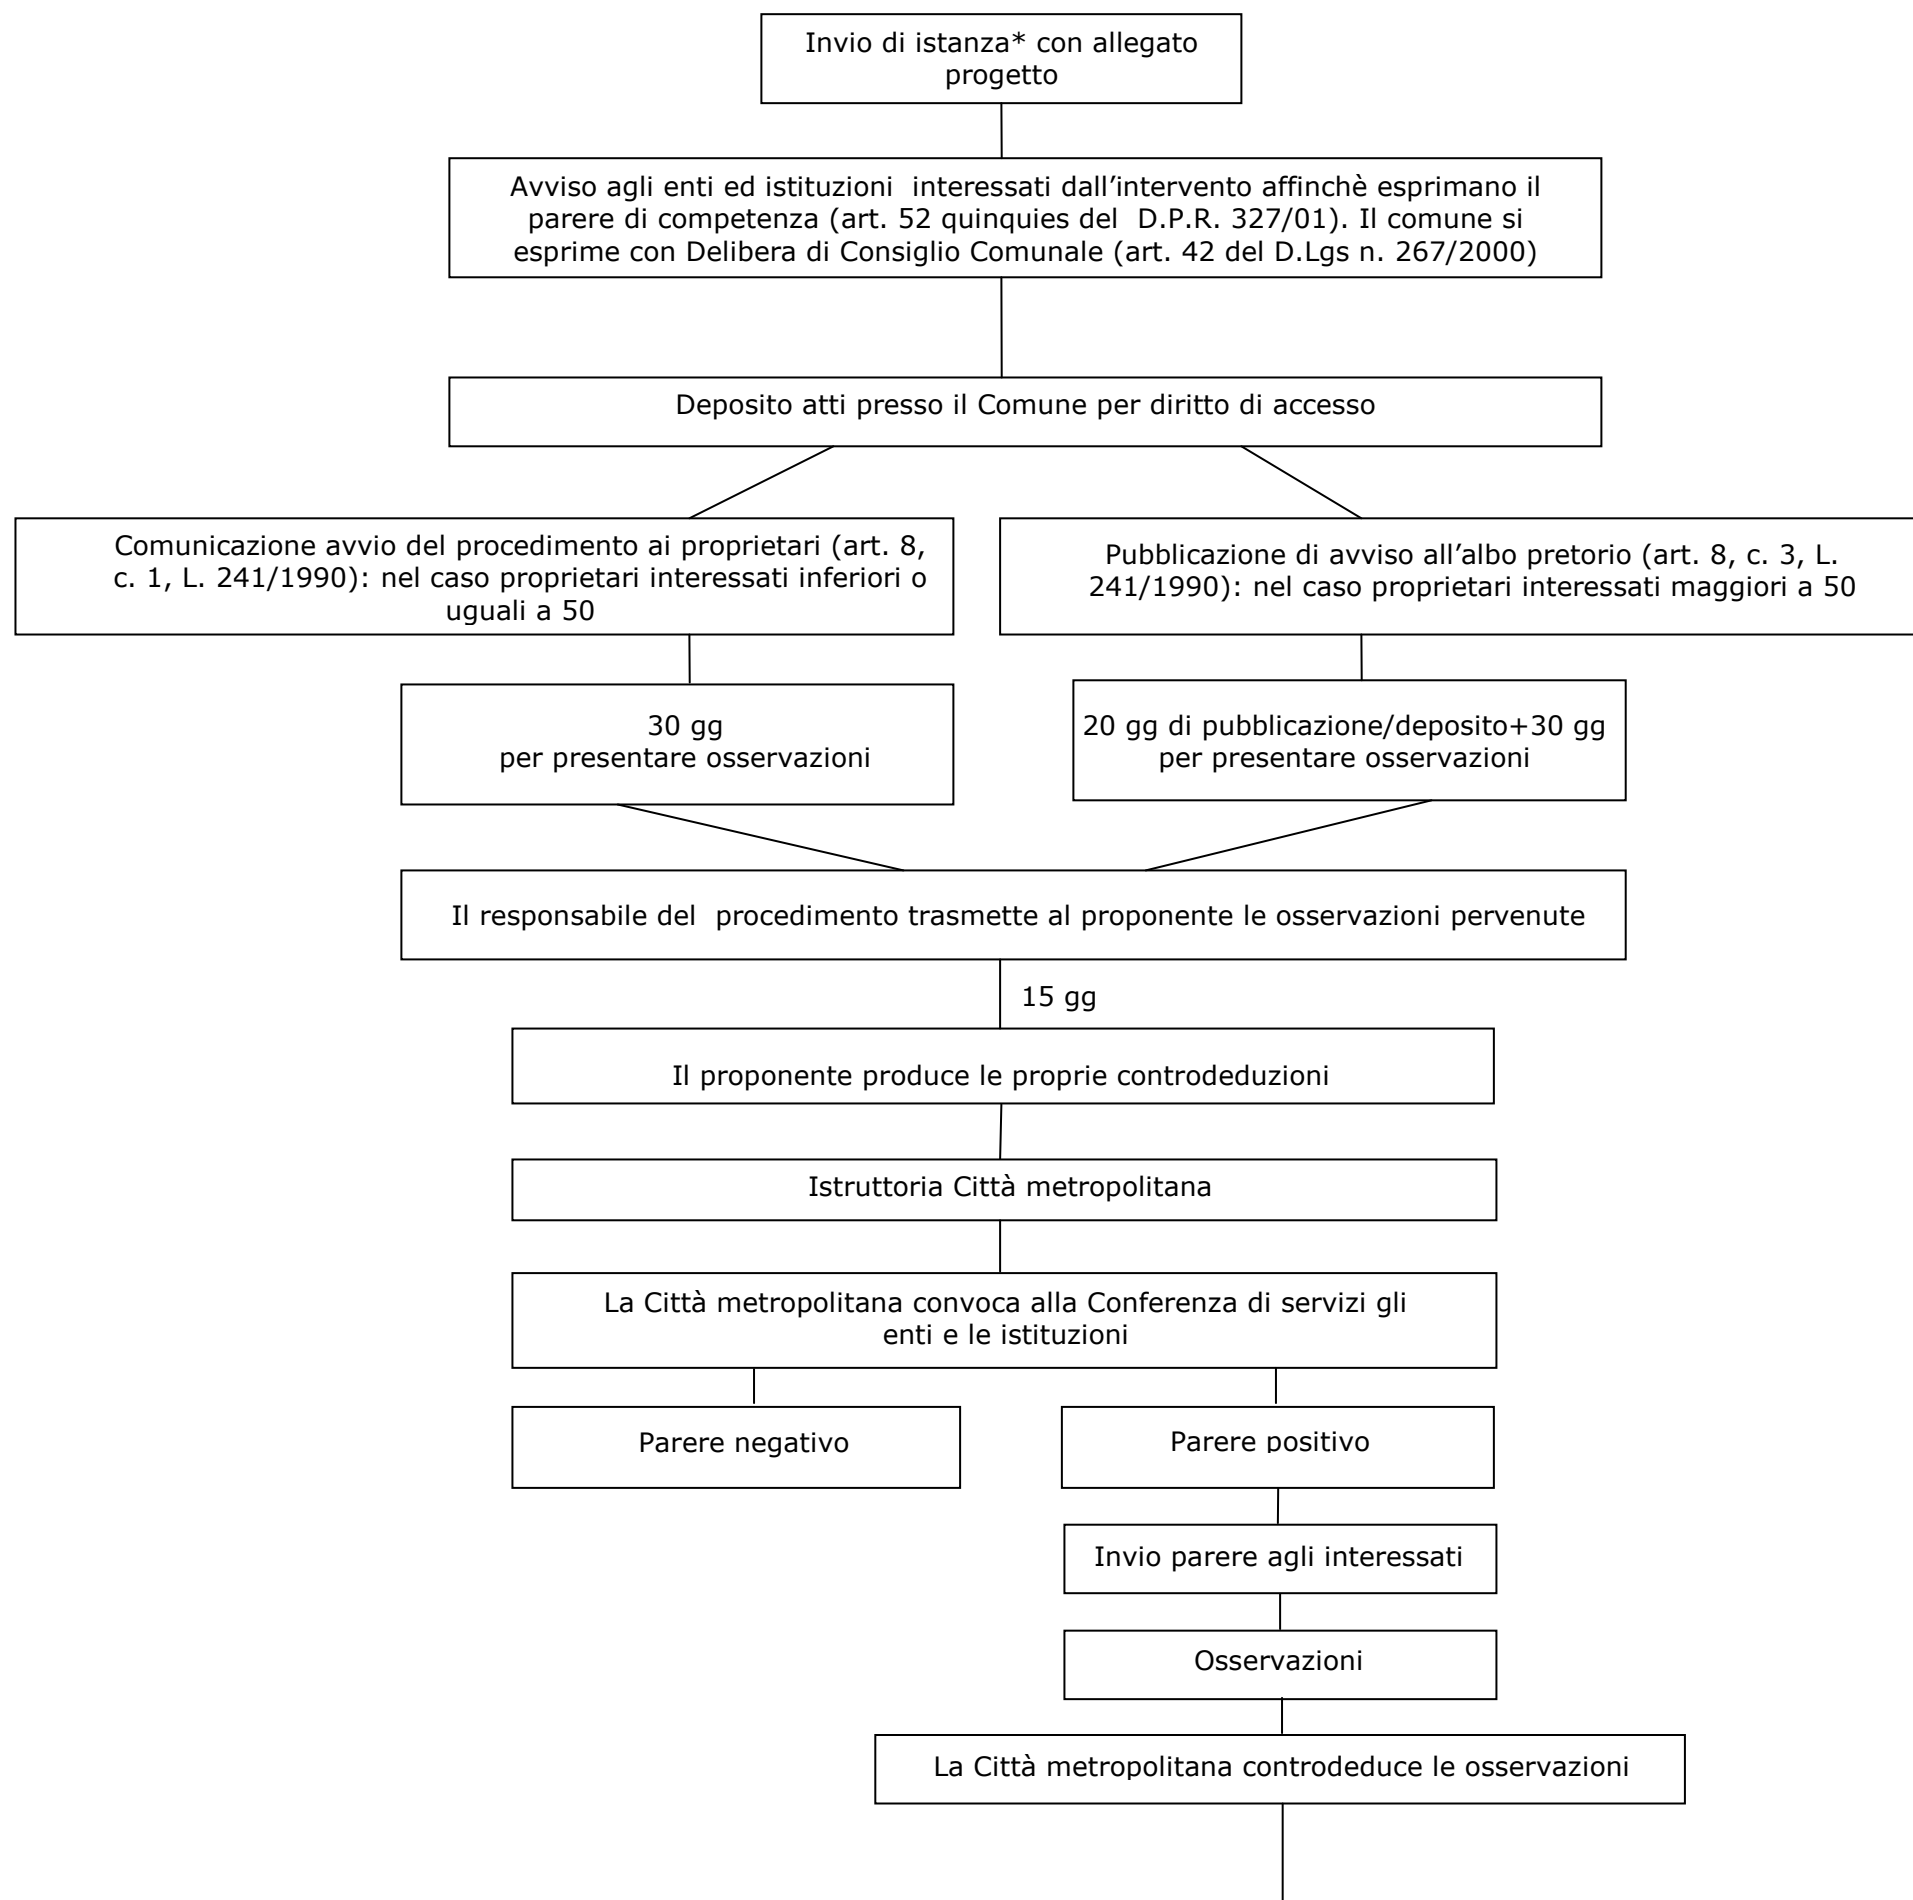 Invio di istanza* con allegato
progetto
Avviso agli enti ed istituzioni  interessati dall’intervento affinchè esprimano il
parere di competenza (art. 52 quinquies del  D.P.R. 327/01). Il comune si
esprime con Delibera di Consiglio Comunale (art. 42 del D.Lgs n. 267/2000)
Deposito atti presso il Comune per diritto di accesso
Comunicazione avvio del procedimento ai proprietari (art. 8,
c. 1, L. 241/1990): nel caso proprietari interessati inferiori o
uguali a 50
Pubblicazione di avviso all’albo pretorio (art. 8, c. 3, L.
241/1990): nel caso proprietari interessati maggiori a 50
30 gg
per presentare osservazioni
20 gg di pubblicazione/deposito+30 gg
per presentare osservazioni
Il responsabile del  procedimento trasmette al proponente le osservazioni pervenute
15 gg
Il proponente produce le proprie controdeduzioni
Istruttoria Città metropolitana
La Città metropolitana convoca alla Conferenza di servizi gli
enti e le istituzioni
Parere negativo
Parere positivo
Invio parere agli interessati
Osservazioni
La Città metropolitana controdeduce le osservazioni